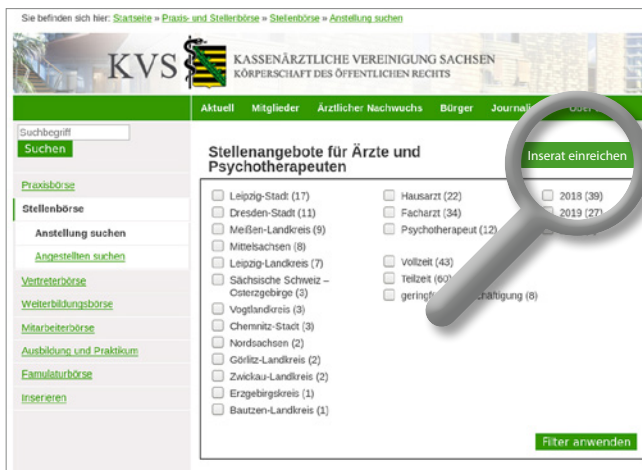 Sie befinden sich hier: Startseite » Praxis- und Stellenbörse » Stellenbörse » Anstellung suchen
KVS
KASSENÄRZTLICHE VEREINIGUNG SACHSEN
KÖRPERSCHAFT DES ÖFFENTLICHEN RECHTS
Aktuell Mitglieder Ärztlicher Nachwuchs Bürger
Suchbegriff
Suchen
Praxisbörse
Stellenbörse
Anstellung suchen
Angestellten suchen
Vertreterbörse
Weiterbildungsbörse
Mitarbeiterbörse
Ausbildung und Praktikum
Famulaturbörse
Inserieren
Stellenangebote für Ärzte und
Psychotherapeuten
Inserat einreichen
Leipzig-Stadt (17)
Dresden-Stadt (11)
Meißen-Landkreis (9)
Mittelsachsen (8)
Leipzig-Landkreis (7)
Sächsische Schweiz –
Osterzgebirge (3)
Vogtlandkreis (3)
Chemnitz-Stadt (3)
Nordsachsen (2)
Görlitz-Landkreis (2)
Zwickau-Landkreis (2)
Erzgebirgskreis (1)
Bautzen-Landkreis (1)
Hausarzt (22)
Facharzt (34)
Psychotherapeut (12)
Vollzeit (43)
Teilzeit (60)
(8)
2018 (39)
2019 (27)
Filter anwenden